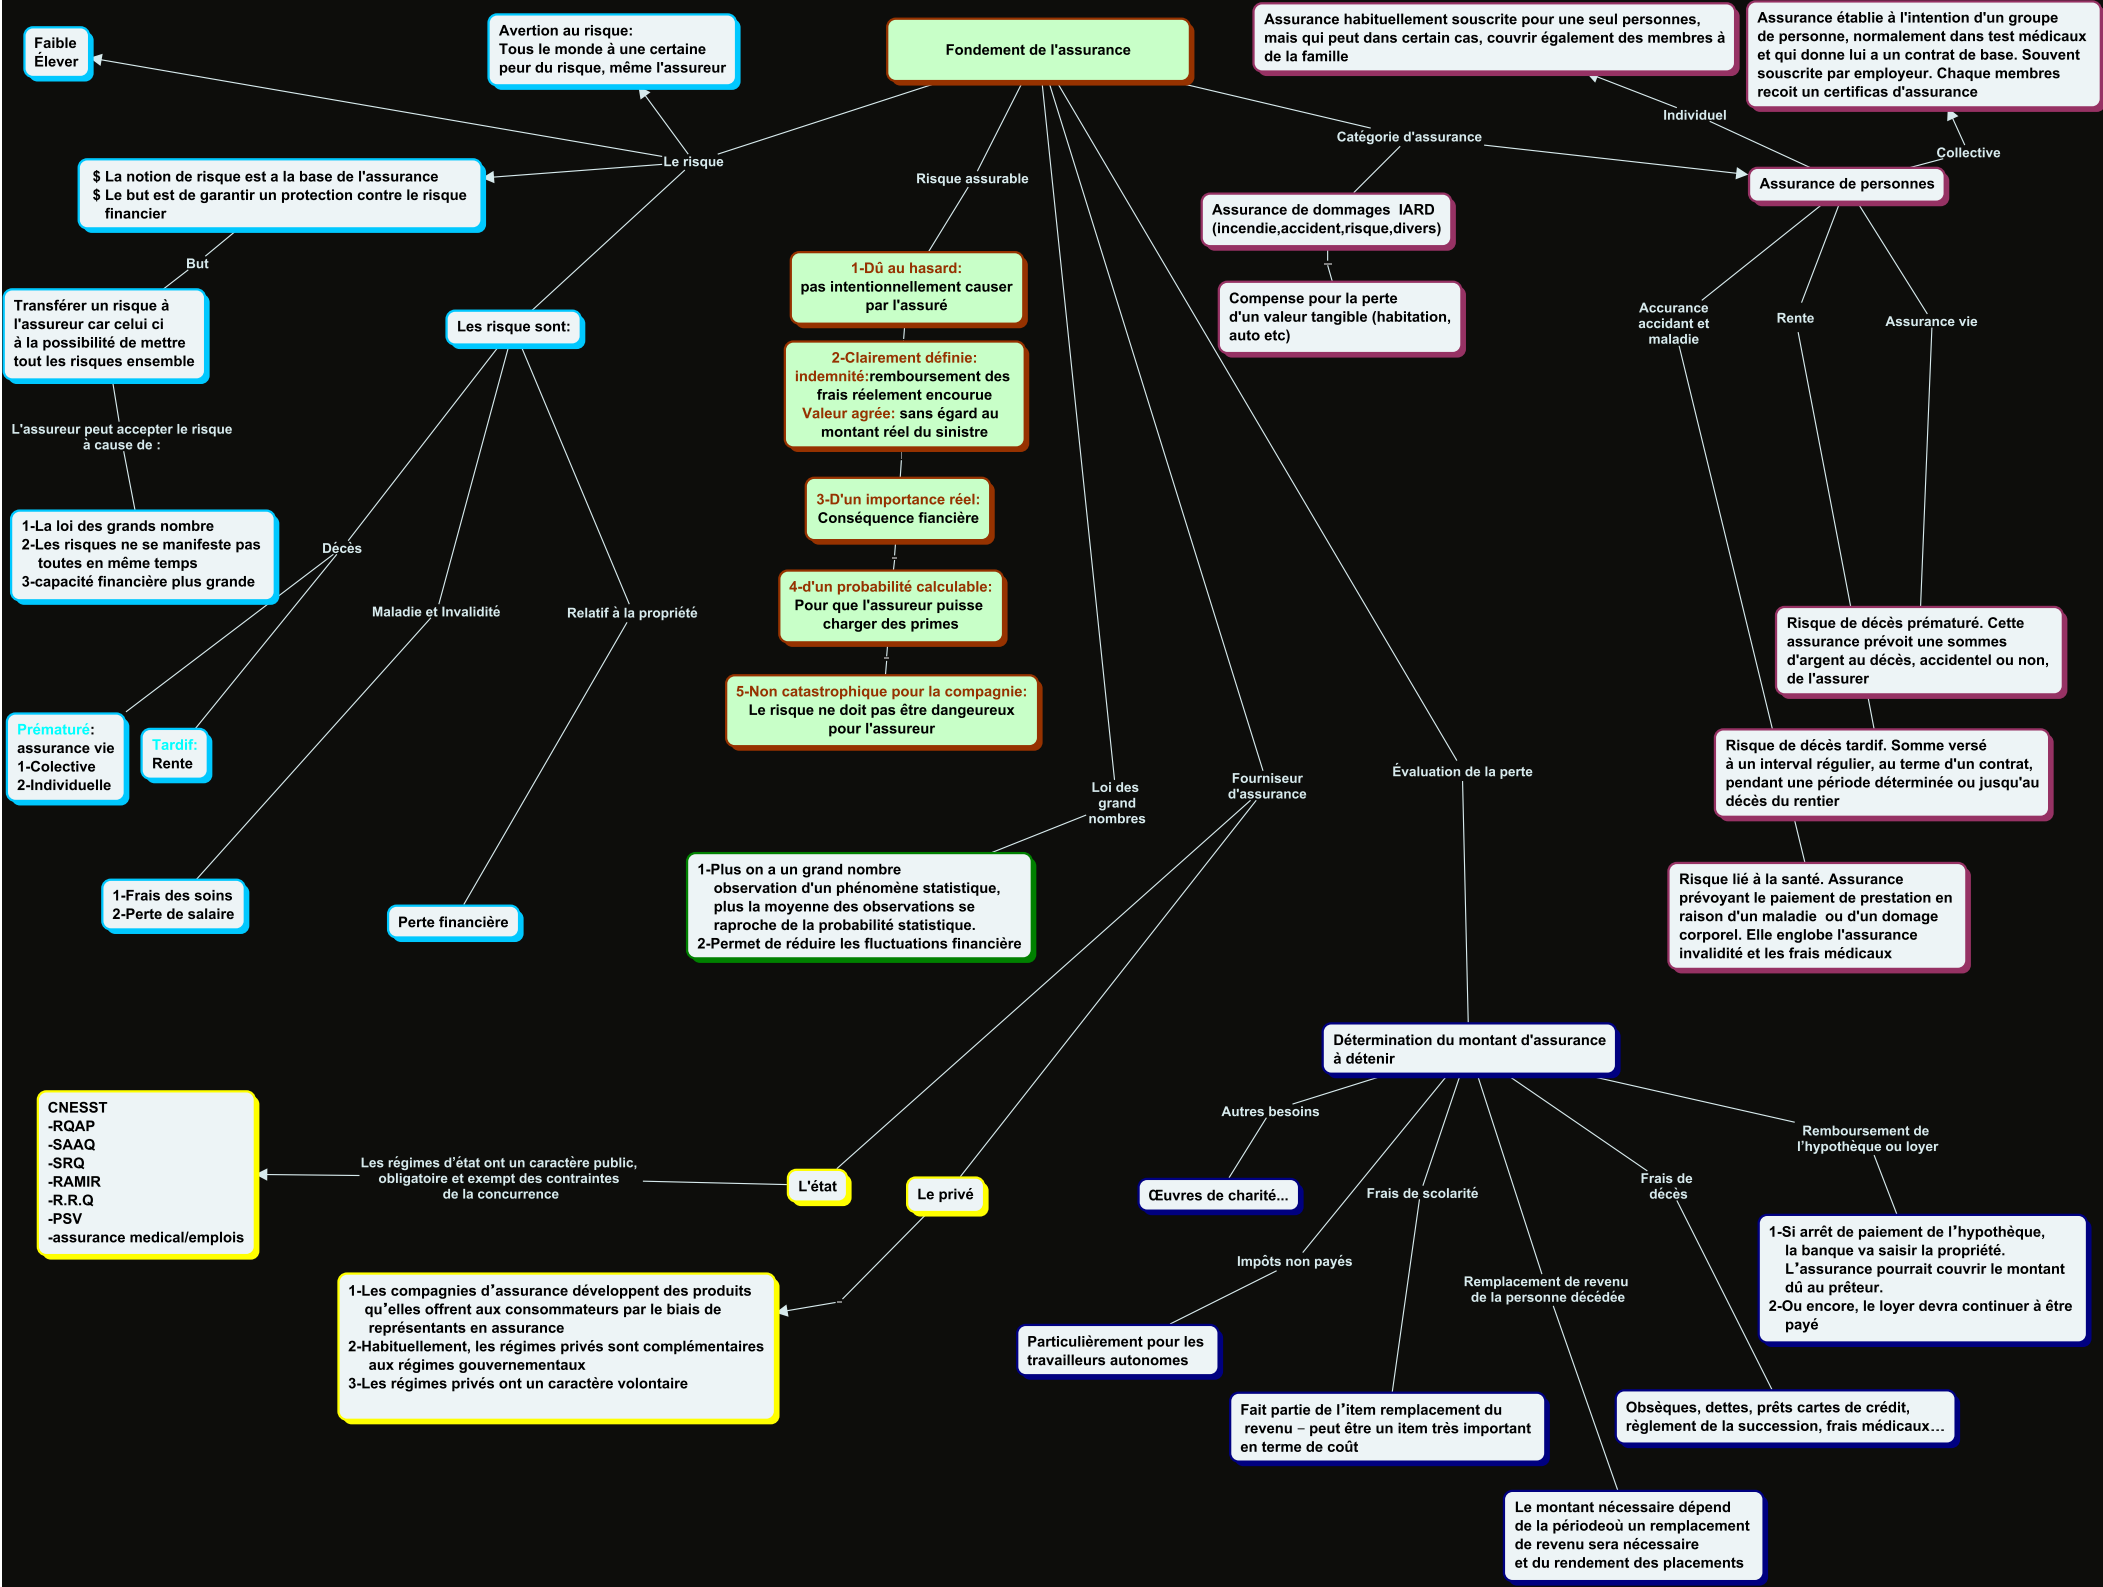 Fondement de l'assurance
Faible
Élever
Avertion au risque:
Tous le monde à une certaine
peur du risque, même l'assureur
Le risque
$ La notion de risque est a la base de l'assurance
$ Le but est de garantir un protection contre le risque
financier
But
Transférer un risque à
l'assureur car celui ci
à la possibilité de mettre
tout les risques ensemble
L'assureur peut accepter le risque
à cause de :
1-La loi des grands nombre
2-Les risques ne se manifeste pas
toutes en même temps
3-capacité financière plus grande
Les risque sont:
Décès
Prématuré:
assurance vie
1-Colective
2-Individuelle
Tardif:
Rente
Maladie et Invalidité
1-Frais des soins
2-Perte de salaire
Relatif à la propriété
Perte financière
Risque assurable
1-Dû au hasard:
pas intentionnellement causer
par l'assuré
2-Clairement définie:
indemnité:remboursement des
frais réelement encourue
Valeur agrée: sans égard au
montant réel du sinistre
3-D'un importance réel:
Conséquence fiancière
4-d'un probabilité calculable:
Pour que l'assureur puisse
charger des primes
5-Non catastrophique pour la compagnie:
Le risque ne doit pas être dangeureux
pour l'assureur
Loi des
grand
nombres
1-Plus on a un grand nombre
observation d'un phénomène statistique,
plus la moyenne des observations se
raproche de la probabilité statistique.
2-Permet de réduire les fluctuations financière
Fourniseur
d'assurance
L'état
Les régimes d’état ont un caractère public,
obligatoire et exempt des contraintes
de la concurrence
CNESST
-RQAP
-SAAQ
-SRQ
-RAMIR
-R.R.Q
-PSV
-assurance medical/emplois
Le privé
1-Les compagnies d’assurance développent des produits
qu’elles offrent aux consommateurs par le biais de
représentants en assurance
2-Habituellement, les régimes privés sont complémentaires
aux régimes gouvernementaux
3-Les régimes privés ont un caractère volontaire
Catégorie d'assurance
Assurance de dommages  IARD
(incendie,accident,risque,divers)
Compense pour la perte
d'un valeur tangible (habitation,
auto etc)
Assurance de personnes
Individuel
Assurance habituellement souscrite pour une seul personnes,
mais qui peut dans certain cas, couvrir également des membres à
de la famille
Collective
Assurance établie à l'intention d'un groupe
de personne, normalement dans test médicaux
et qui donne lui a un contrat de base. Souvent
souscrite par employeur. Chaque membres
recoit un certificas d'assurance
Accurance
accidant et
maladie
Rente
Assurance vie
Risque de décès prématuré. Cette
assurance prévoit une sommes
d'argent au décès, accidentel ou non,
de l'assurer
Risque de décès tardif. Somme versé
à un interval régulier, au terme d'un contrat,
pendant une période déterminée ou jusqu'au
décès du rentier
Risque lié à la santé. Assurance
prévoyant le paiement de prestation en
raison d'un maladie  ou d'un domage
corporel. Elle englobe l'assurance
invalidité et les frais médicaux
Évaluation de la perte
Détermination du montant d'assurance
à détenir
Autres besoins
Œuvres de charité...
Impôts non payés
Particulièrement pour les
travailleurs autonomes
Frais de scolarité
Fait partie de l’item remplacement du
revenu – peut être un item très important
en terme de coût
Remplacement de revenu
de la personne décédée
Le montant nécessaire dépend
de la périodeoù un remplacement
de revenu sera nécessaire
et du rendement des placements
Frais de
décès
Obsèques, dettes, prêts cartes de crédit,
règlement de la succession, frais médicaux…
Remboursement de
l’hypothèque ou loyer
1-Si arrêt de paiement de l’hypothèque,
la banque va saisir la propriété.
L’assurance pourrait couvrir le montant
dû au prêteur.
2-Ou encore, le loyer devra continuer à être
payé